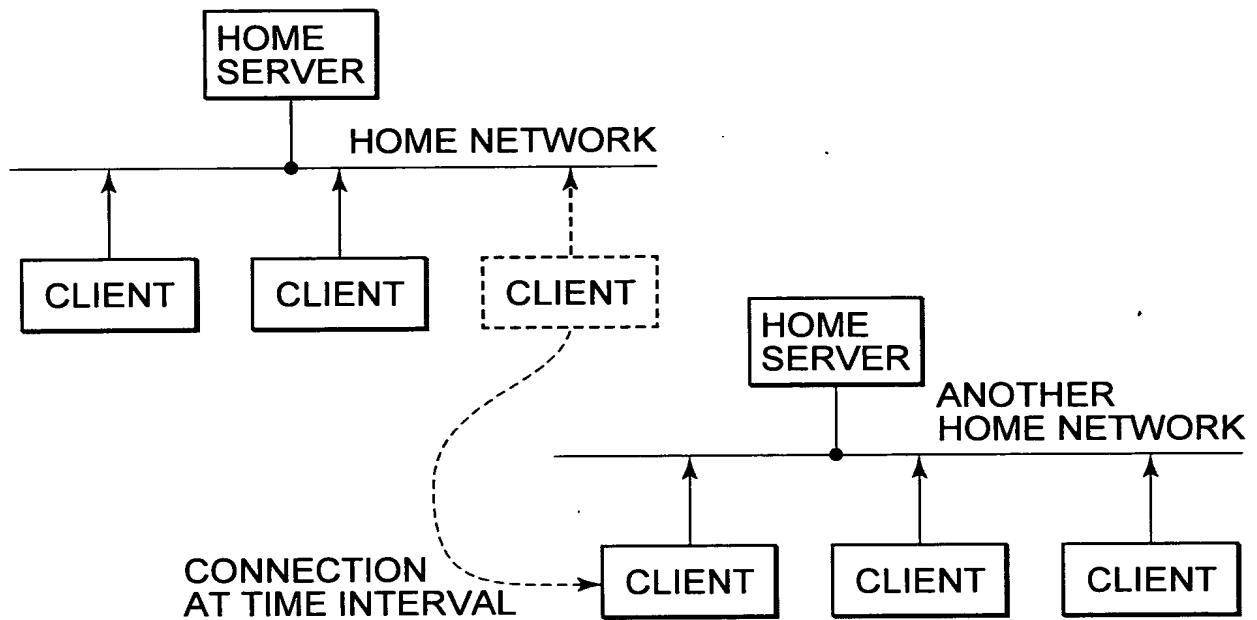 HOME
SERVER
HOME NETWORK
CLIENT
CLIENT
CLIENT
HOME
SERVER
ANOTHER
HOME NETWORK
CONNECTION
AT TIME INTERVAL
CLIENT
CLIENT
CLIENT